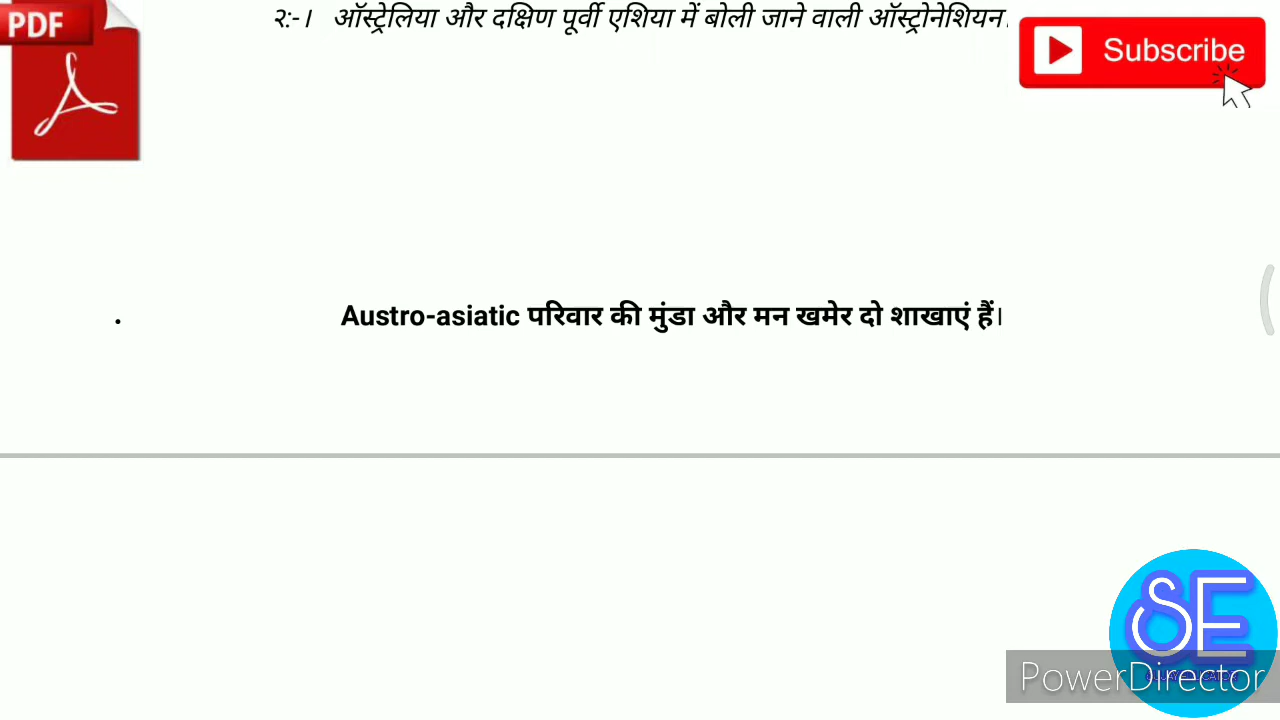 PDF
२:-। ऑस्ट्रेलिया और दक्षिण पूर्वी एशिया में बोली जाने वाली ऑस्ट्रोनेशियन।
Subscribe
. Austro-asiatic परिवार की मुंडा और मन खमेर दो शाखाएं हैं।
SE
PowerDirector